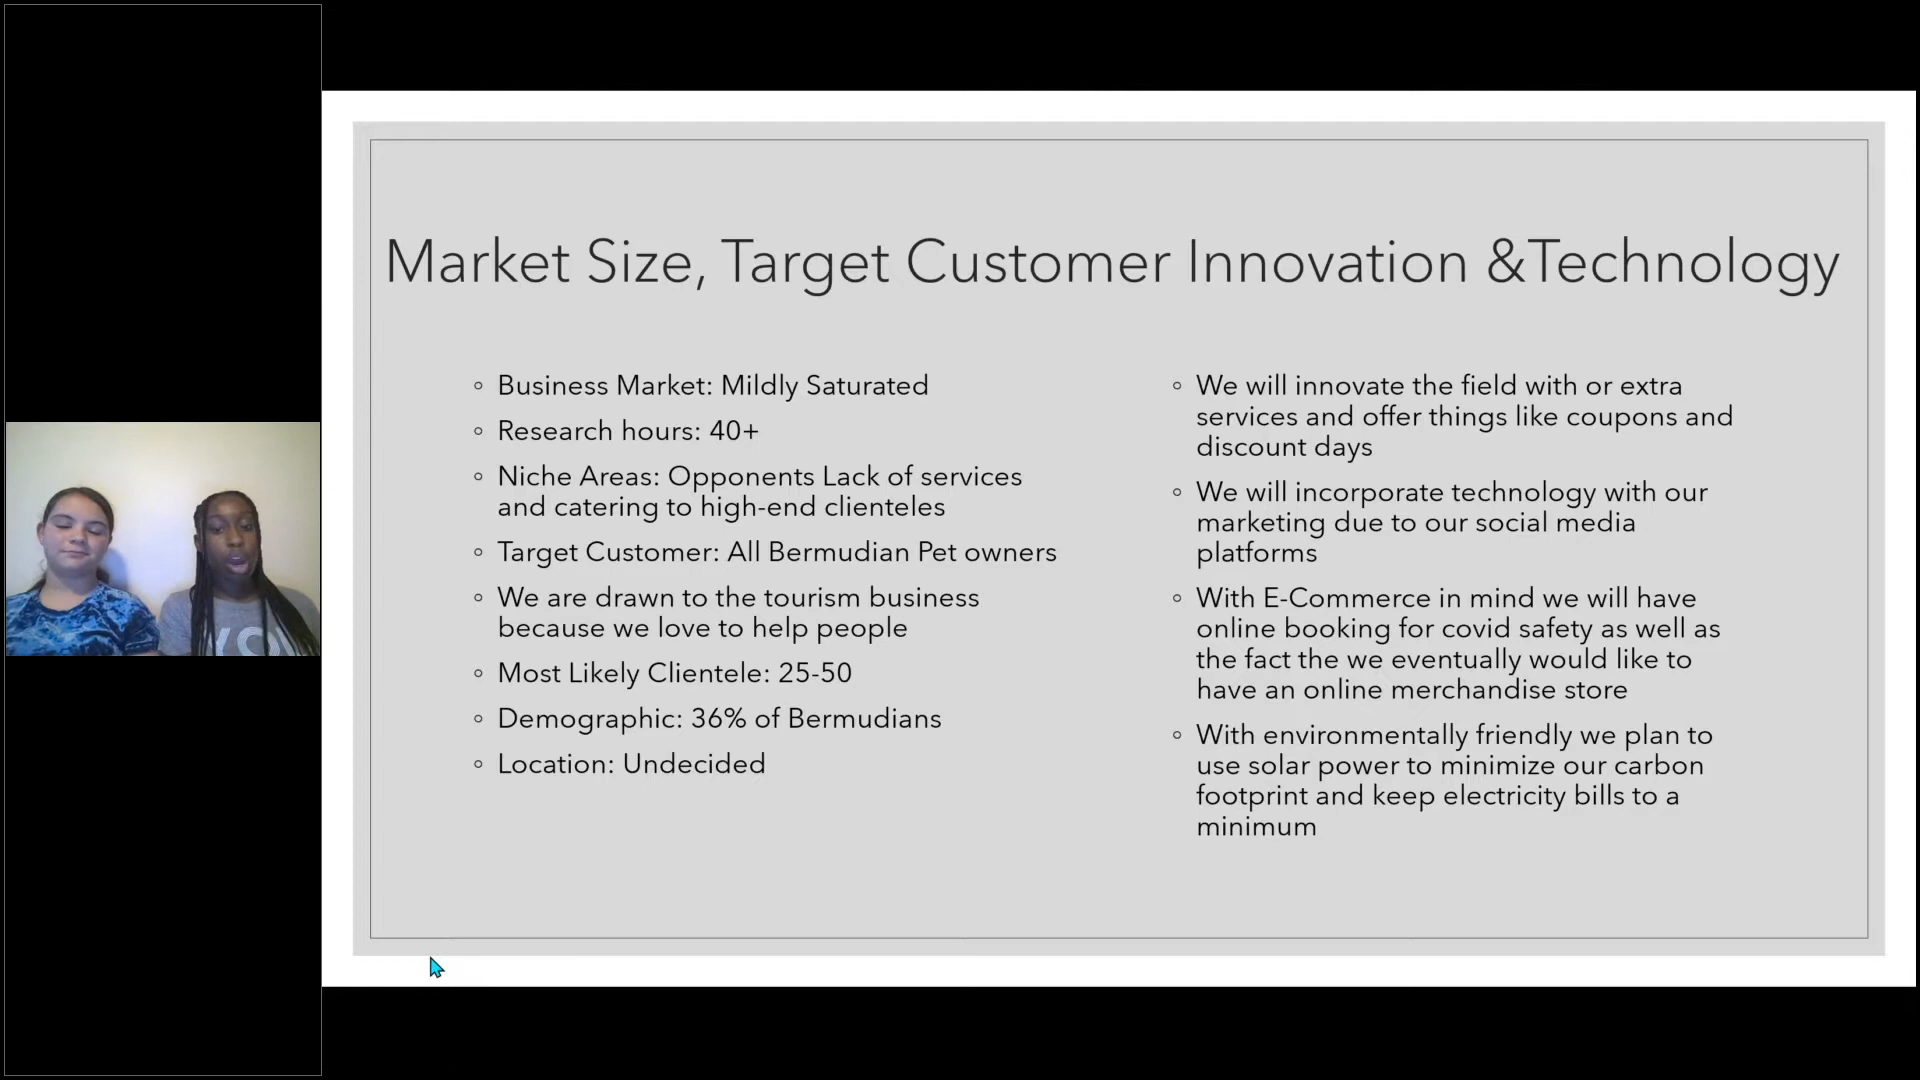 Market Size, Target Customer Innovation &Technology
◦ Business Market: Mildly Saturated
◦ Research hours: 40+
◦ Niche Areas: Opponents Lack of services
and catering to high-end clienteles
◦ Target Customer: All Bermudian Pet owners
◦ We are drawn to the tourism business
because we love to help people
◦ Most Likely Clientele: 25-50
◦ Demographic: 36% of Bermudians
◦ Location: Undecided
◦ We will innovate the field with or extra
services and offer things like coupons and
discount days
◦ We will incorporate technology with our
marketing due to our social media
platforms
◦ With E-Commerce in mind we will have
online booking for covid safety as well as
the fact the we eventually would like to
have an online merchandise store
◦ With environmentally friendly we plan to
use solar power to minimize our carbon
footprint and keep electricity bills to a
minimum